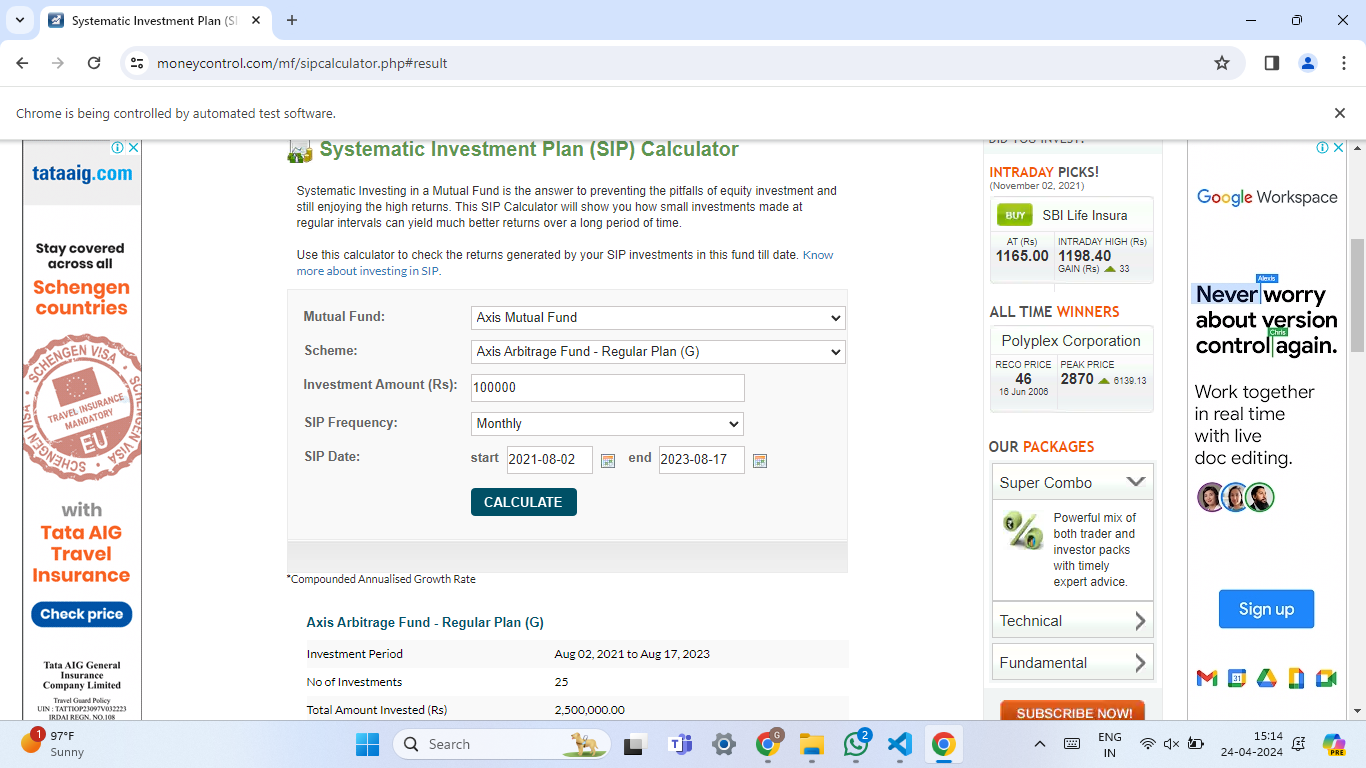 Systematic Investment Plan (SI
moneycontrol.com/mf/sipcalculator.php#result
Chrome is being controlled by automated test software.
tataaig.com
Stay covered
across all
Schengen
countries
SCHENGEN VISA
TRAVEL INSURANCE
MANDATORY
EU
SCHENGEN VISA
with
Tata AIG
Travel
Insurance
Check price
Tata AIG General
Insurance
Company Limited
Travel Guard Policy
UIN : TATTIOP23097V032223
IRDAI REGN. NO.108
Systematic Investment Plan (SIP) Calculator
Systematic Investing in a Mutual Fund is the answer to preventing the pitfalls of equity investment and
still enjoying the high returns. This SIP Calculator will show you how small investments made at
regular intervals can yield much better returns over a long period of time.
Use this calculator to check the returns generated by your SIP investments in this fund till date. Know
more about investing in SIP.
Mutual Fund: Axis Mutual Fund
Scheme: Axis Arbitrage Fund - Regular Plan (G)
Investment Amount (Rs): 100000
SIP Frequency: Monthly
SIP Date: start 2021-08-02 end 2023-08-17
CALCULATE
*Compounded Annualised Growth Rate
Axis Arbitrage Fund - Regular Plan (G)
Investment Period Aug 02, 2021 to Aug 17, 2023
No of Investments 25
Total Amount Invested (Rs) 2,500,000.00
DID YOU INVEST?
INTRADAY PICKS!
(November 02, 2021)
BUY SBI Life Insura
AT (Rs) INTRADAY HIGH (Rs)
1165.00 1198.40
GAIN (Rs) 33
ALL TIME WINNERS
Polyplex Corporation
RECO PRICE PEAK PRICE
46 2870 6139.13
16 Jun 2006
OUR PACKAGES
Super Combo
Powerful mix of
both trader and
investor packs
with timely
expert advice.
Technical
Fundamental
SUBSCRIBE NOW!
Google Workspace
Alexis
Never worry
about version
Chris
control again.
Work together
in real time
with live
doc editing.
Sign up
31
1
97°F
Sunny
Search
G
2
ENG
IN
15:14
24-04-2024
PRE